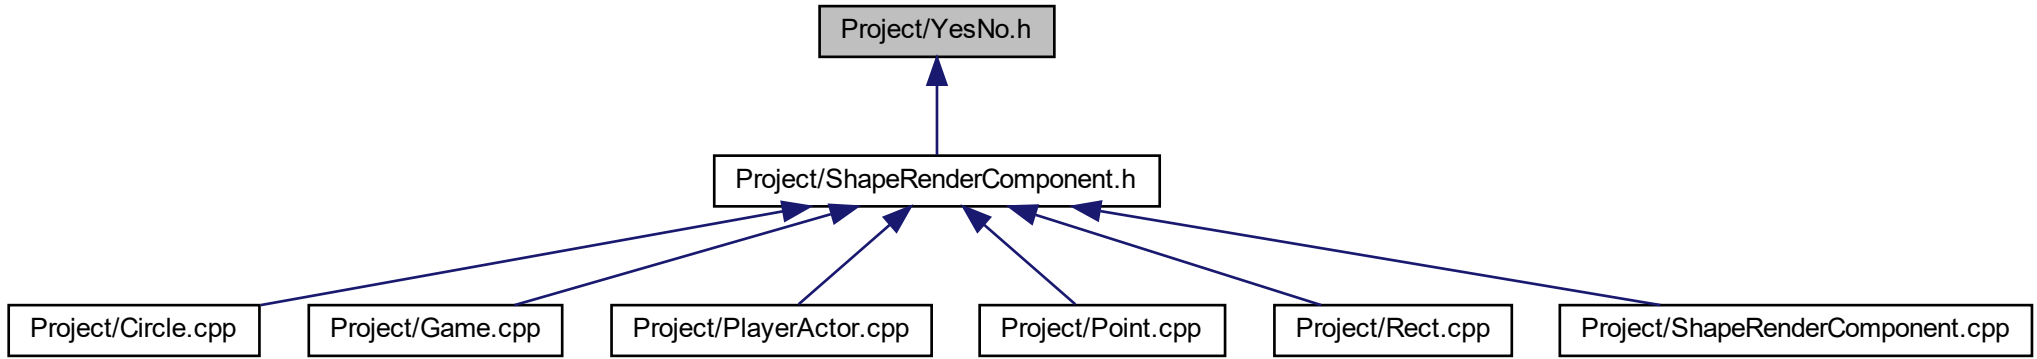 Project/YesNo.h
Project/ShapeRenderComponent.h
Project/Circle.cpp
Project/Game.cpp
Project/PlayerActor.cpp
Project/Point.cpp
Project/Rect.cpp
Project/ShapeRenderComponent.cpp